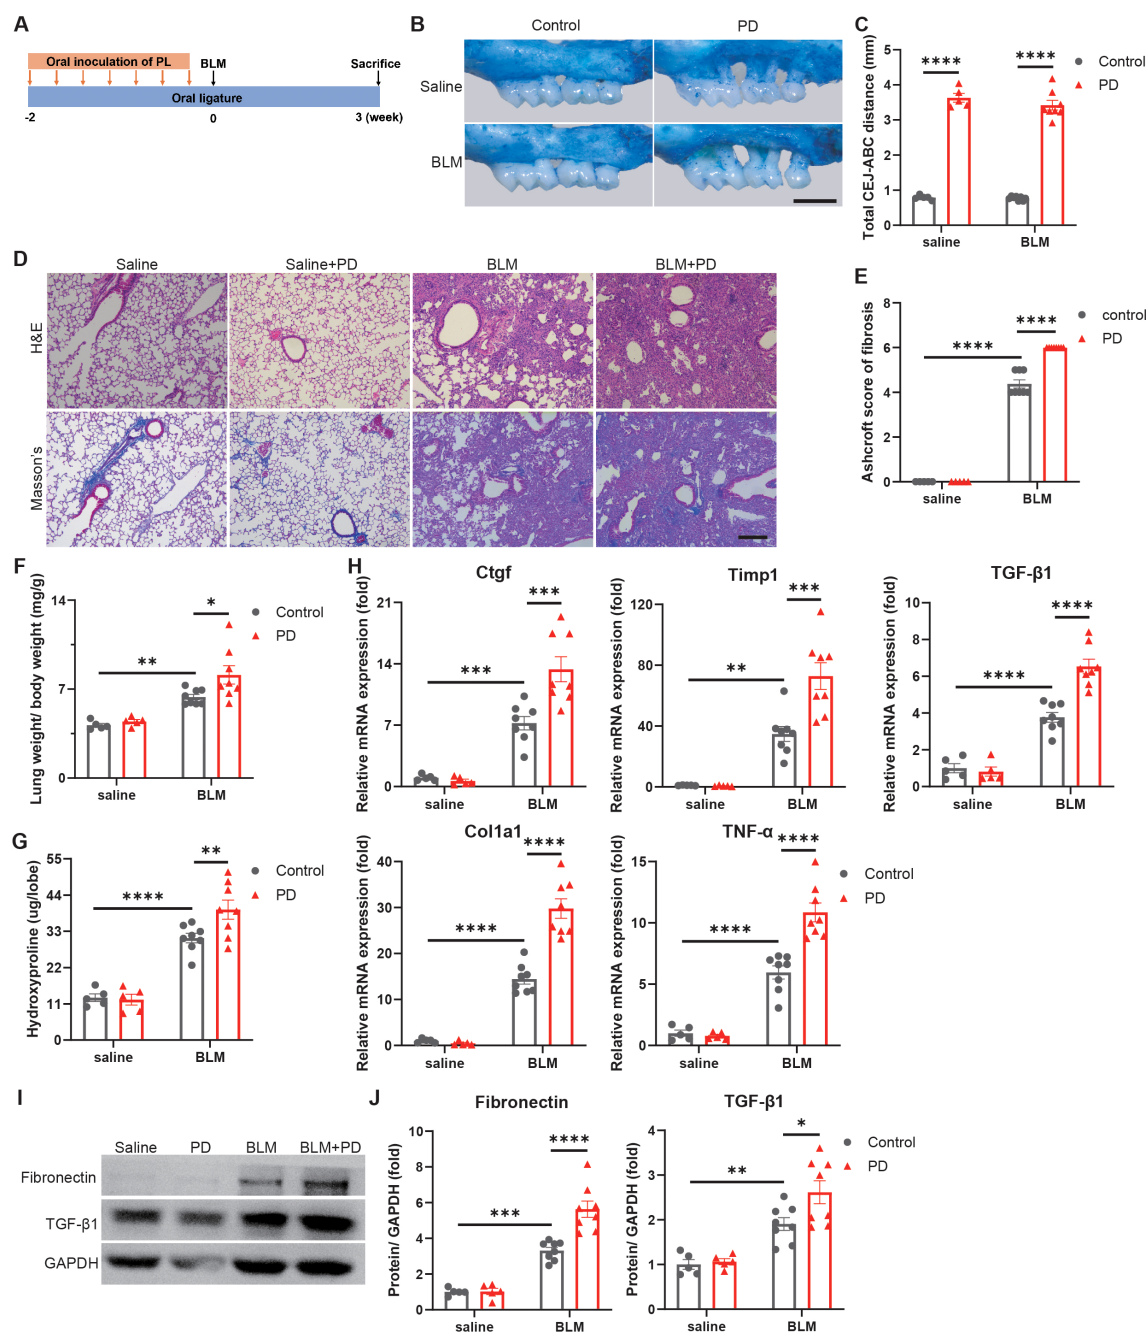 A
Oral inoculation of PL
BLM
Sacrifice
Oral ligature
-2
0
3 (week)
B
Control
PD
Saline
BLM
C
Total CEJ-ABC distance (mm)
5
4
3
2
1
0
****
****
saline
BLM
Control
PD
D
Saline
Saline+PD
BLM
BLM+PD
H&E
Masson's
E
Ashcroft score of fibrosis
8
6
4
2
0
****
****
saline
BLM
control
PD
F
Lung weight/ body weight (mg/g)
14
7
0
**
*
saline
BLM
Control
PD
G
Hydroxyproline (ug/lobe)
55
44
33
22
11
0
****
**
saline
BLM
Control
PD
H
Ctgf
Relative mRNA expression (fold)
21
14
7
0
***
***
saline
BLM
Timp1
Relative mRNA expression (fold)
120
80
40
0
**
***
saline
BLM
TGF-β1
Relative mRNA expression (fold)
10
8
6
4
2
0
****
****
saline
BLM
Col1a1
Relative mRNA expression (fold)
40
30
20
10
0
****
****
saline
BLM
TNF-α
Relative mRNA expression (fold)
15
10
5
0
****
****
saline
BLM
Control
PD
I
Saline
PD
BLM
BLM+PD
Fibronectin
TGF-β1
GAPDH
J
Fibronectin
Protein/ GAPDH (fold)
10
8
6
4
2
0
***
****
saline
BLM
TGF-β1
Protein/ GAPDH (fold)
4
3
2
1
0
**
*
saline
BLM
Control
PD